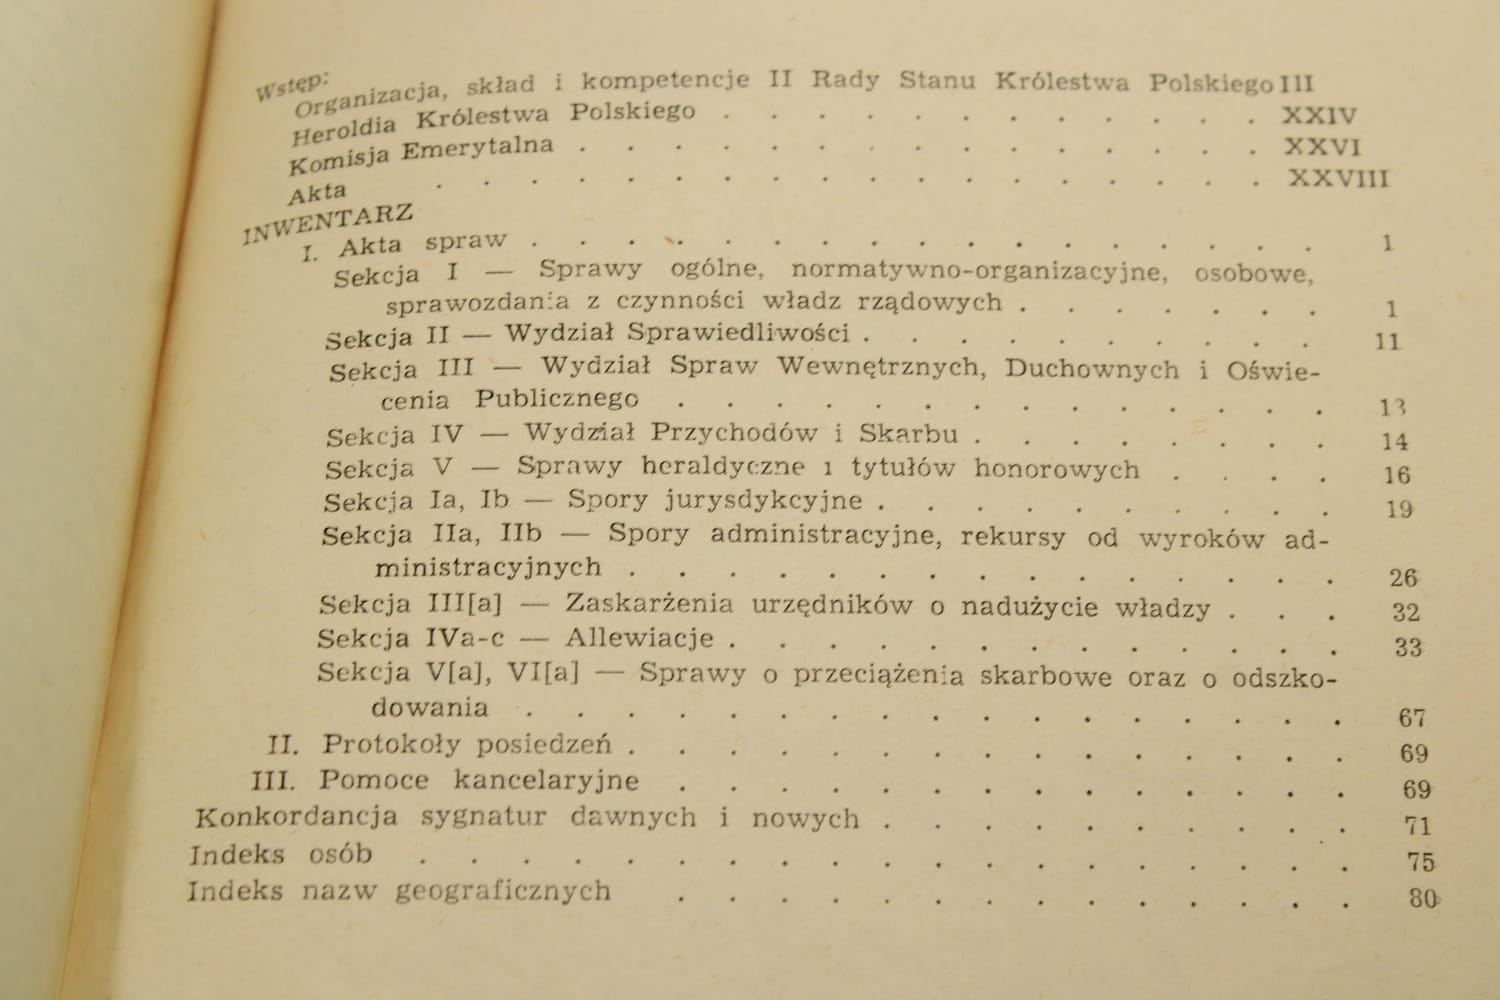 Wstęp:
Organizacja, skład i kompetencje II Rady Stanu Królestwa Polskiego III
Heroldia Królestwa Polskiego . . . . . . . . . . . . XXIV
Komisja Emerytalna . . . . . . . . . . . . . . . XXVI
Akta . . . . . . . . . . . . . . . . . . XXVIII
INWENTARZ
I. Akta spraw . . . . . . . . . . . . . . . . . 1
Sekcja I — Sprawy ogólne, normatywno-organizacyjne, osobowe,
sprawozdania z czynności władz rządowych . . . . . . . 1
Sekcja II — Wydział Sprawiedliwości . . . . . . . . . . 11
Sekcja III — Wydział Spraw Wewnętrznych, Duchownych i Oświe-
cenia Publicznego . . . . . . . . . . . . . . 13
Sekcja IV — Wydział Przychodów i Skarbu . . . . . . . . 14
Sekcja V — Sprawy heraldyczne i tytułów honorowych . . . . 16
Sekcja Ia, Ib — Spory jurysdykcyjne . . . . . . . . . . 19
Sekcja IIa, IIb — Spory administracyjne, rekursy od wyroków ad-
ministracyjnych . . . . . . . . . . . . . . . 26
Sekcja III[a] — Zaskarżenia urzędników o nadużycie władzy . . . 32
Sekcja IVa-c — Allewiacje . . . . . . . . . . . . . 33
Sekcja V[a], VI[a] — Sprawy o przeciążenia skarbowe oraz o odszko-
dowania . . . . . . . . . . . . . . . . . 67
II. Protokoły posiedzeń . . . . . . . . . . . . . . . 69
III. Pomoce kancelaryjne . . . . . . . . . . . . . . 69
Konkordancja sygnatur dawnych i nowych . . . . . . . . . . 71
Indeks osób . . . . . . . . . . . . . . . . . . . 75
Indeks nazw geograficznych . . . . . . . . . . . . . . 80